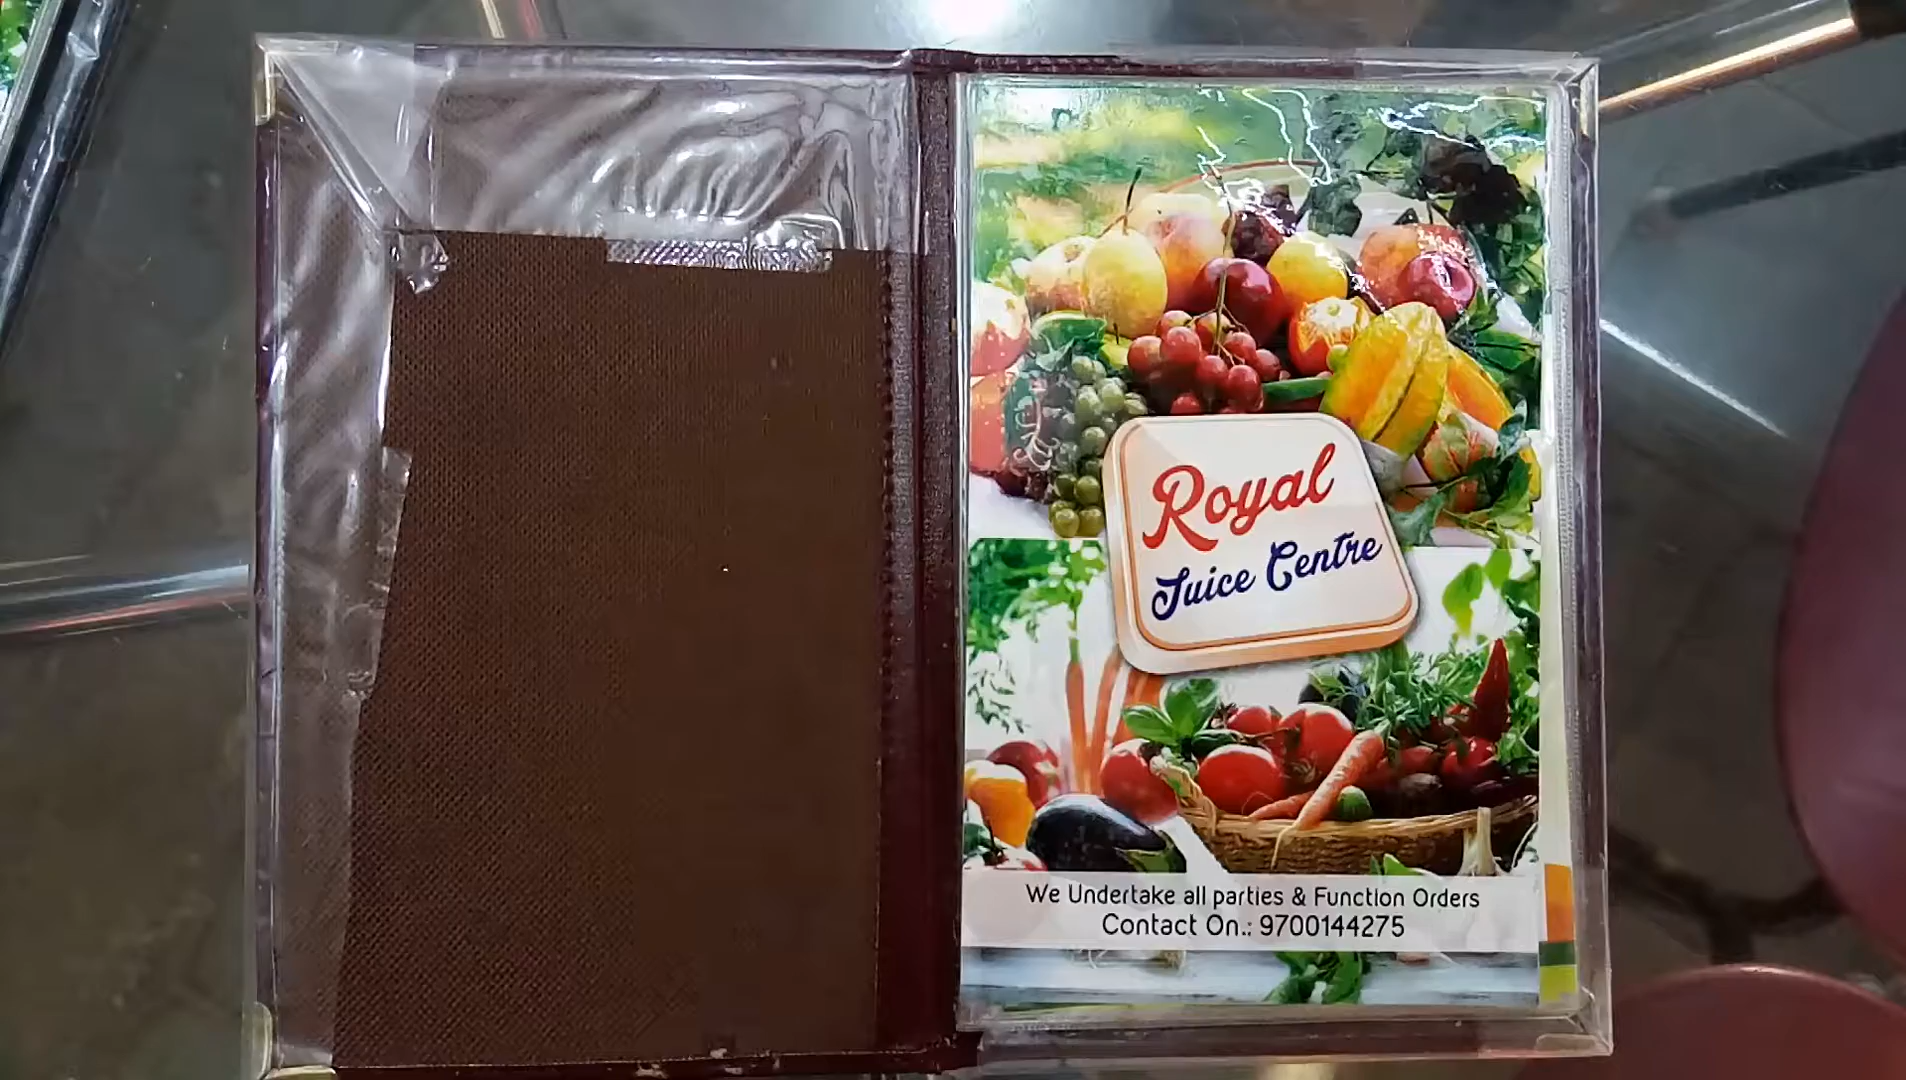 Royal
Juice Centre
We Undertake all parties & Function Orders
Contact On.: 9700144275